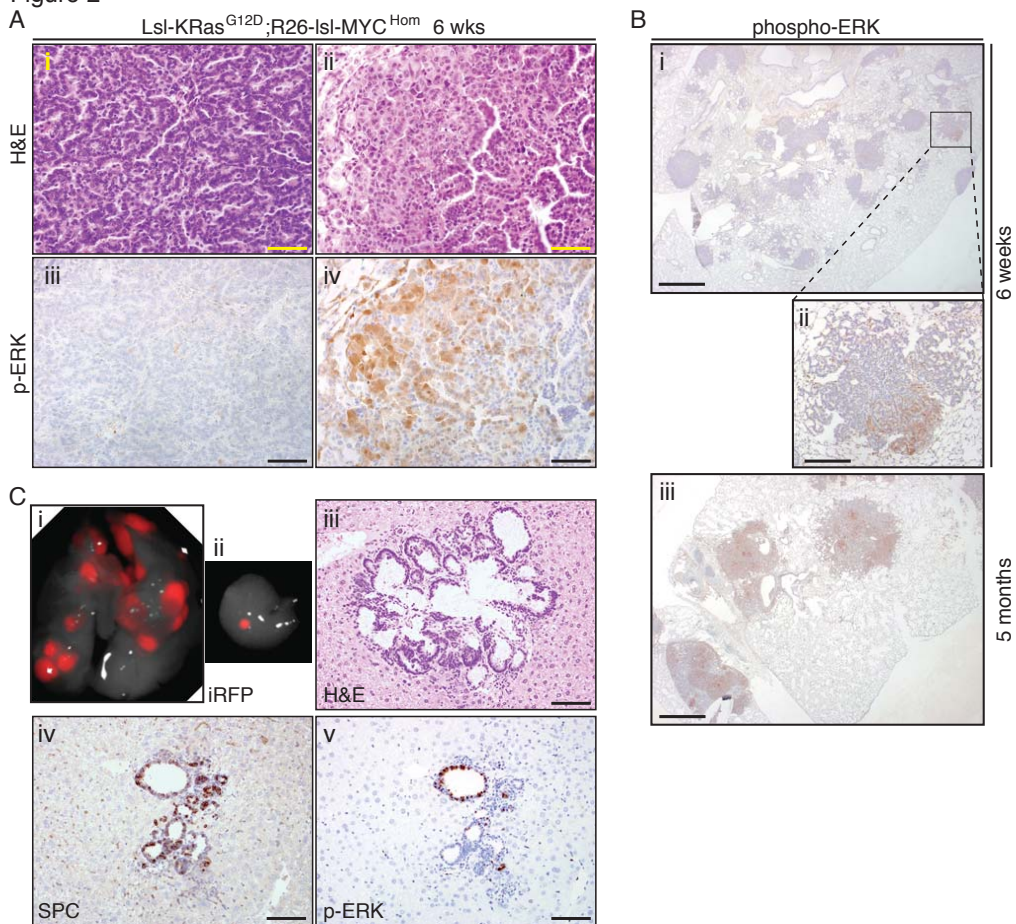 Figure 2
A
Lsl-KRas^G12D;R26-lsl-MYC^Hom 6 wks
i
ii
H&E
iii
iv
p-ERK
B
phospho-ERK
i
ii
6 weeks
iii
5 months
C
i
ii
iRFP
iii
H&E
iv
SPC
v
p-ERK